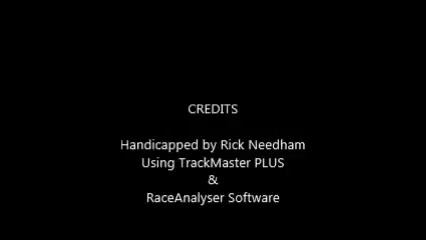 CREDITS
Handicapped by Rick Needham
Using TrackMaster PLUS
&
RaceAnalyser Software